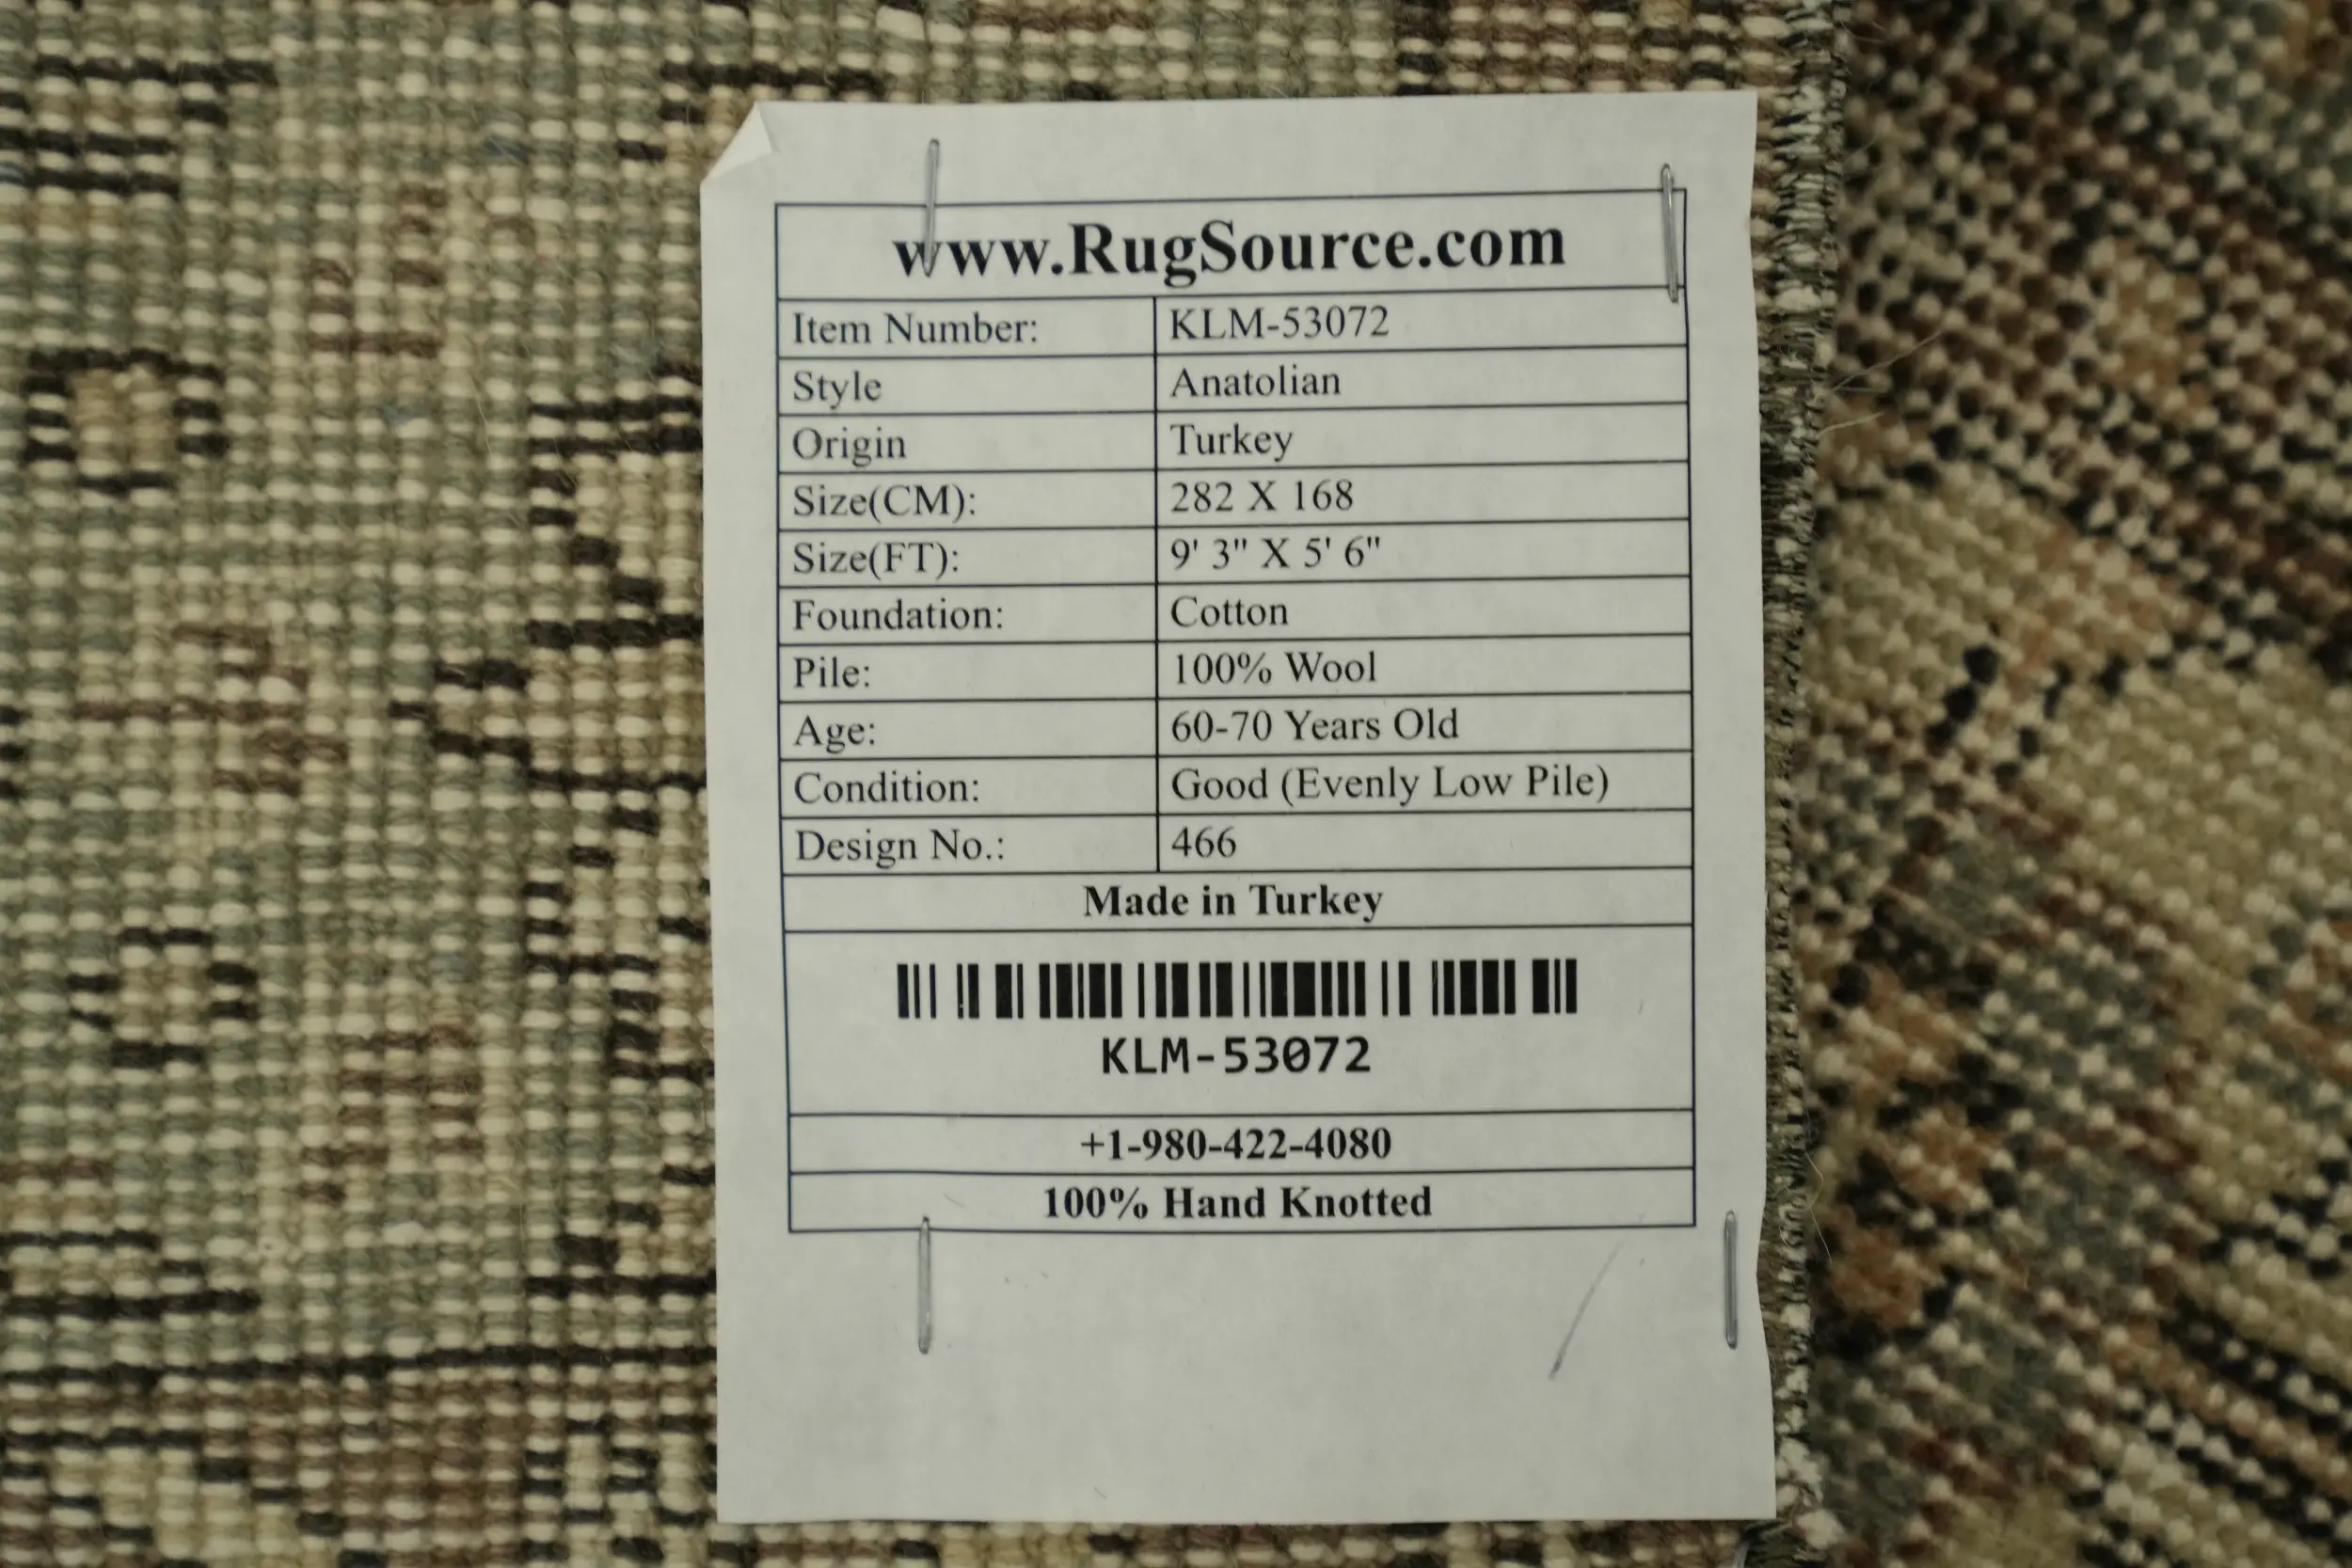 www.RugSource.com
Item Number: KLM-53072
Style Anatolian
Origin Turkey
Size(CM): 282 X 168
Size(FT): 9' 3" X 5' 6"
Foundation: Cotton
Pile: 100% Wool
Age: 60-70 Years Old
Condition: Good (Evenly Low Pile)
Design No.: 466
Made in Turkey
KLM-53072
+1-980-422-4080
100% Hand Knotted